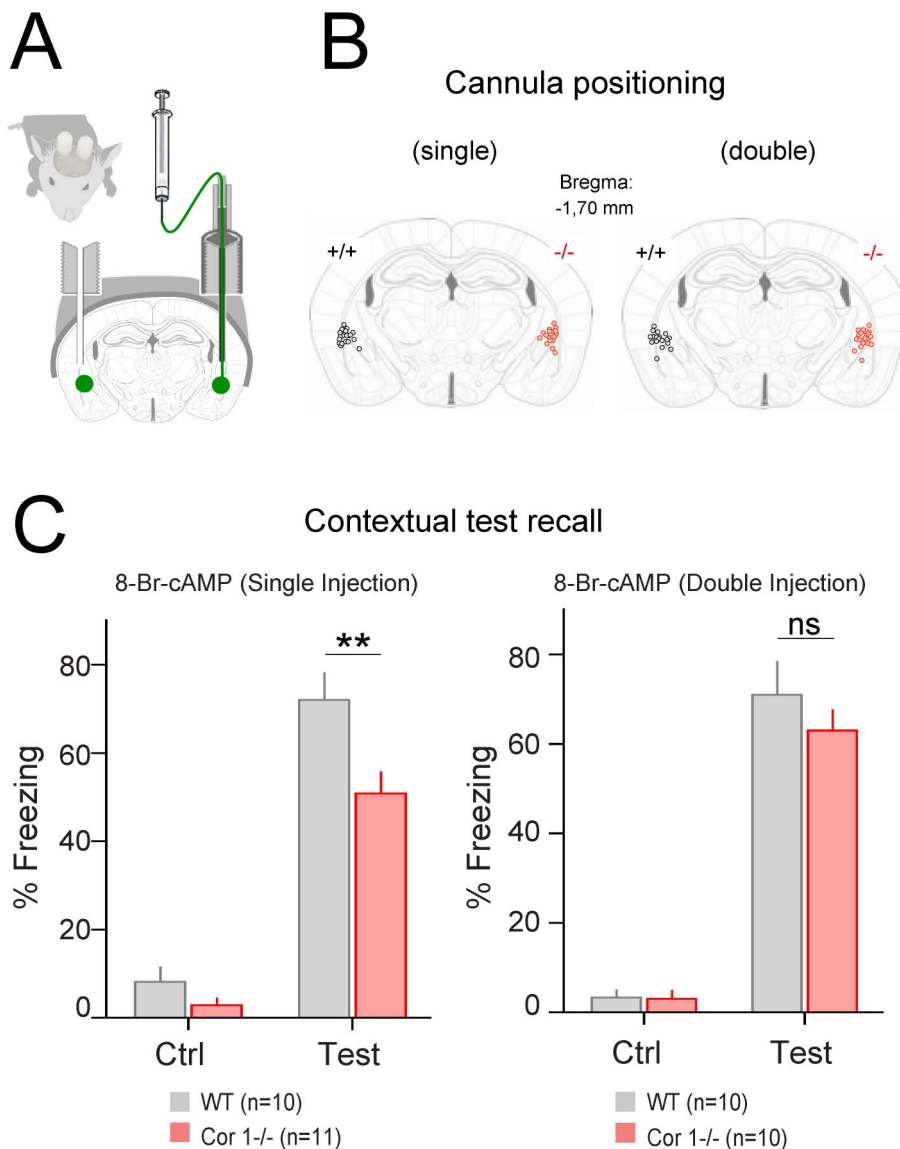 A
B
Cannula positioning
(single)
(double)
Bregma:
-1,70 mm
+/+
-/-
+/+
-/-
C
Contextual test recall
8-Br-cAMP (Single Injection)
80
60
40
20
0
% Freezing
**
Ctrl
Test
WT (n=10)
Cor 1-/- (n=11)
8-Br-cAMP (Double Injection)
80
60
40
20
0
% Freezing
ns
Ctrl
Test
WT (n=10)
Cor 1-/- (n=10)